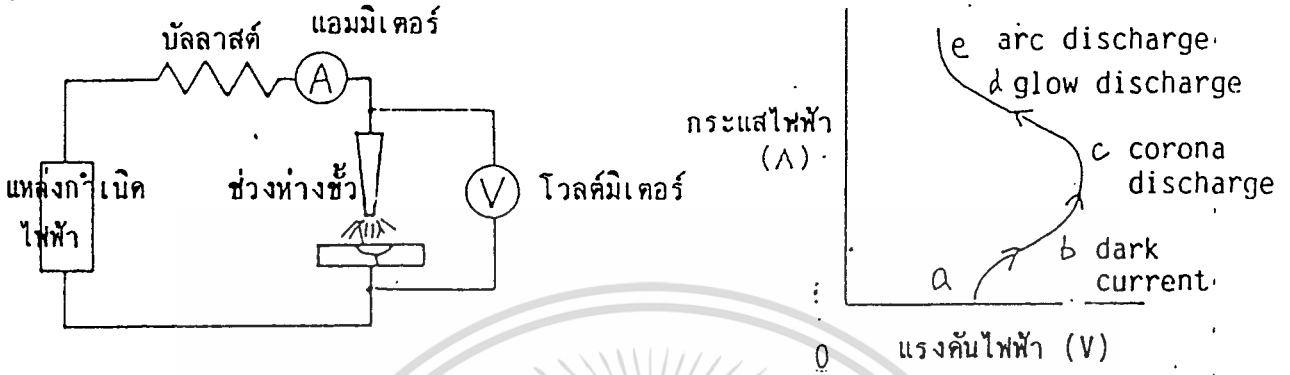 บัลลาสต์
แอมมิเตอร์
A
แหล่งกำเนิด
ไฟฟ้า
ช่วงห่างขั้ว
V
โวลต์มิเตอร์
กระแสไฟฟ้า
(A)
e arc discharge
d glow discharge
c corona
discharge
b dark
current
a
0
แรงดันไฟฟ้า (V)